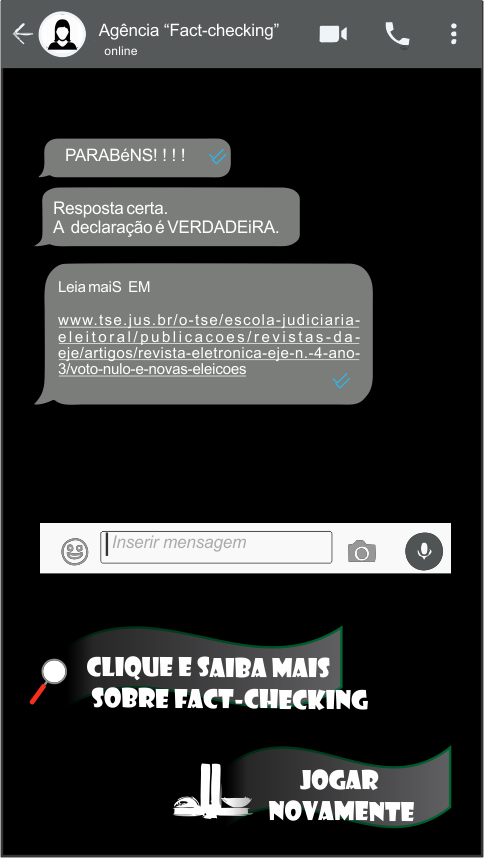 Agência “Fact-checking”
online
PARABéNS! ! ! !
Resposta certa.
A declaração é VERDADEiRA.
Leia maiS EM
www.tse.jus.br/o-tse/escola-judiciaria-
eleitoral/publicacoes/revistas-da-
eje/artigos/revista-eletronica-eje-n.-4-ano-
3/voto-nulo-e-novas-eleicoes
Inserir mensagem
CLIQUE E SAIBA MAIS
SOBRE FACT-CHECKING
JOGAR
NOVAMENTE